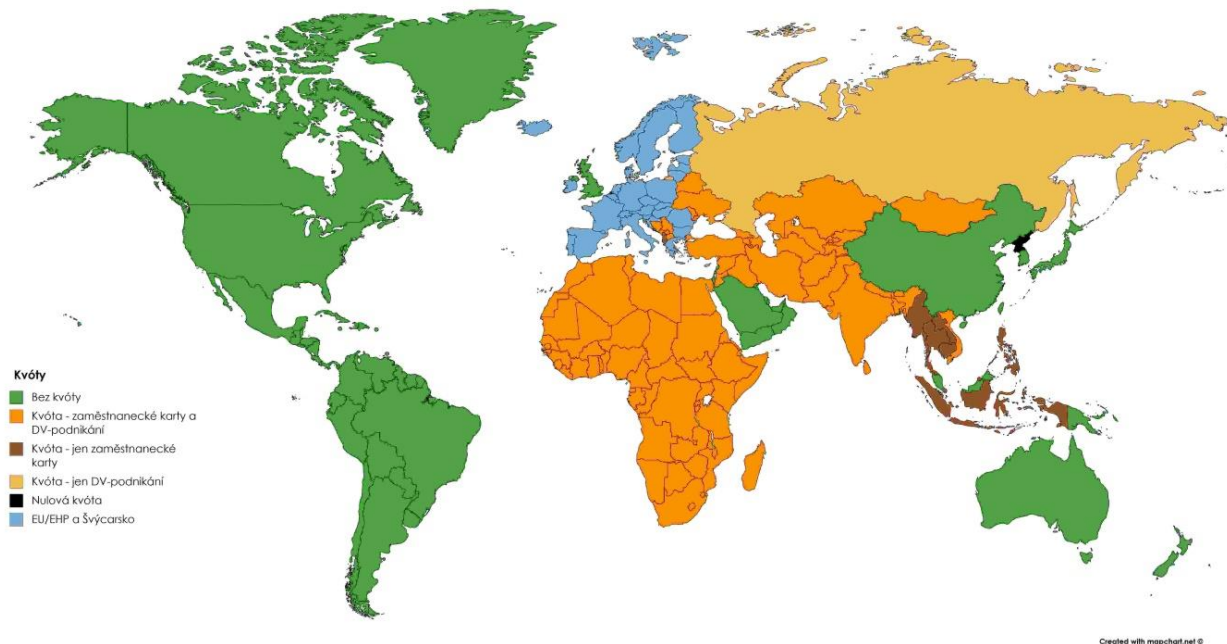 Kvóty
Bez kvóty
Kvóta - zaměstnanecké karty a
DV-podnikání
Kvóta - jen zaměstnanecké
karty
Kvóta - jen DV-podnikání
Nulová kvóta
EU/EHP a Švýcarsko
Created with mapchart.net ©